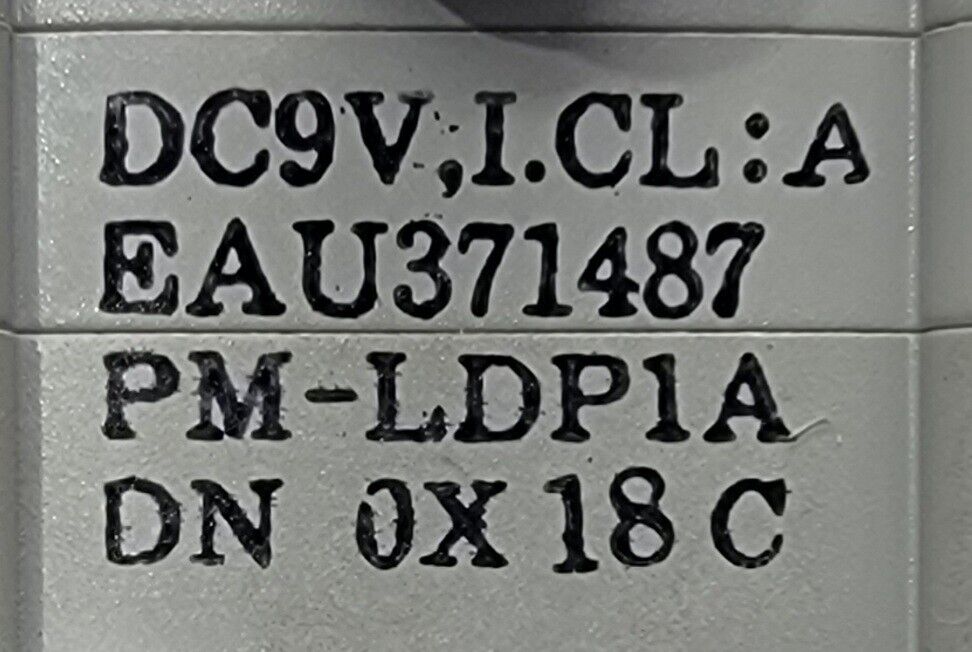 DC9V,I.CL:A
EAU371487
PM-LDP1A
DN 0X 18 C